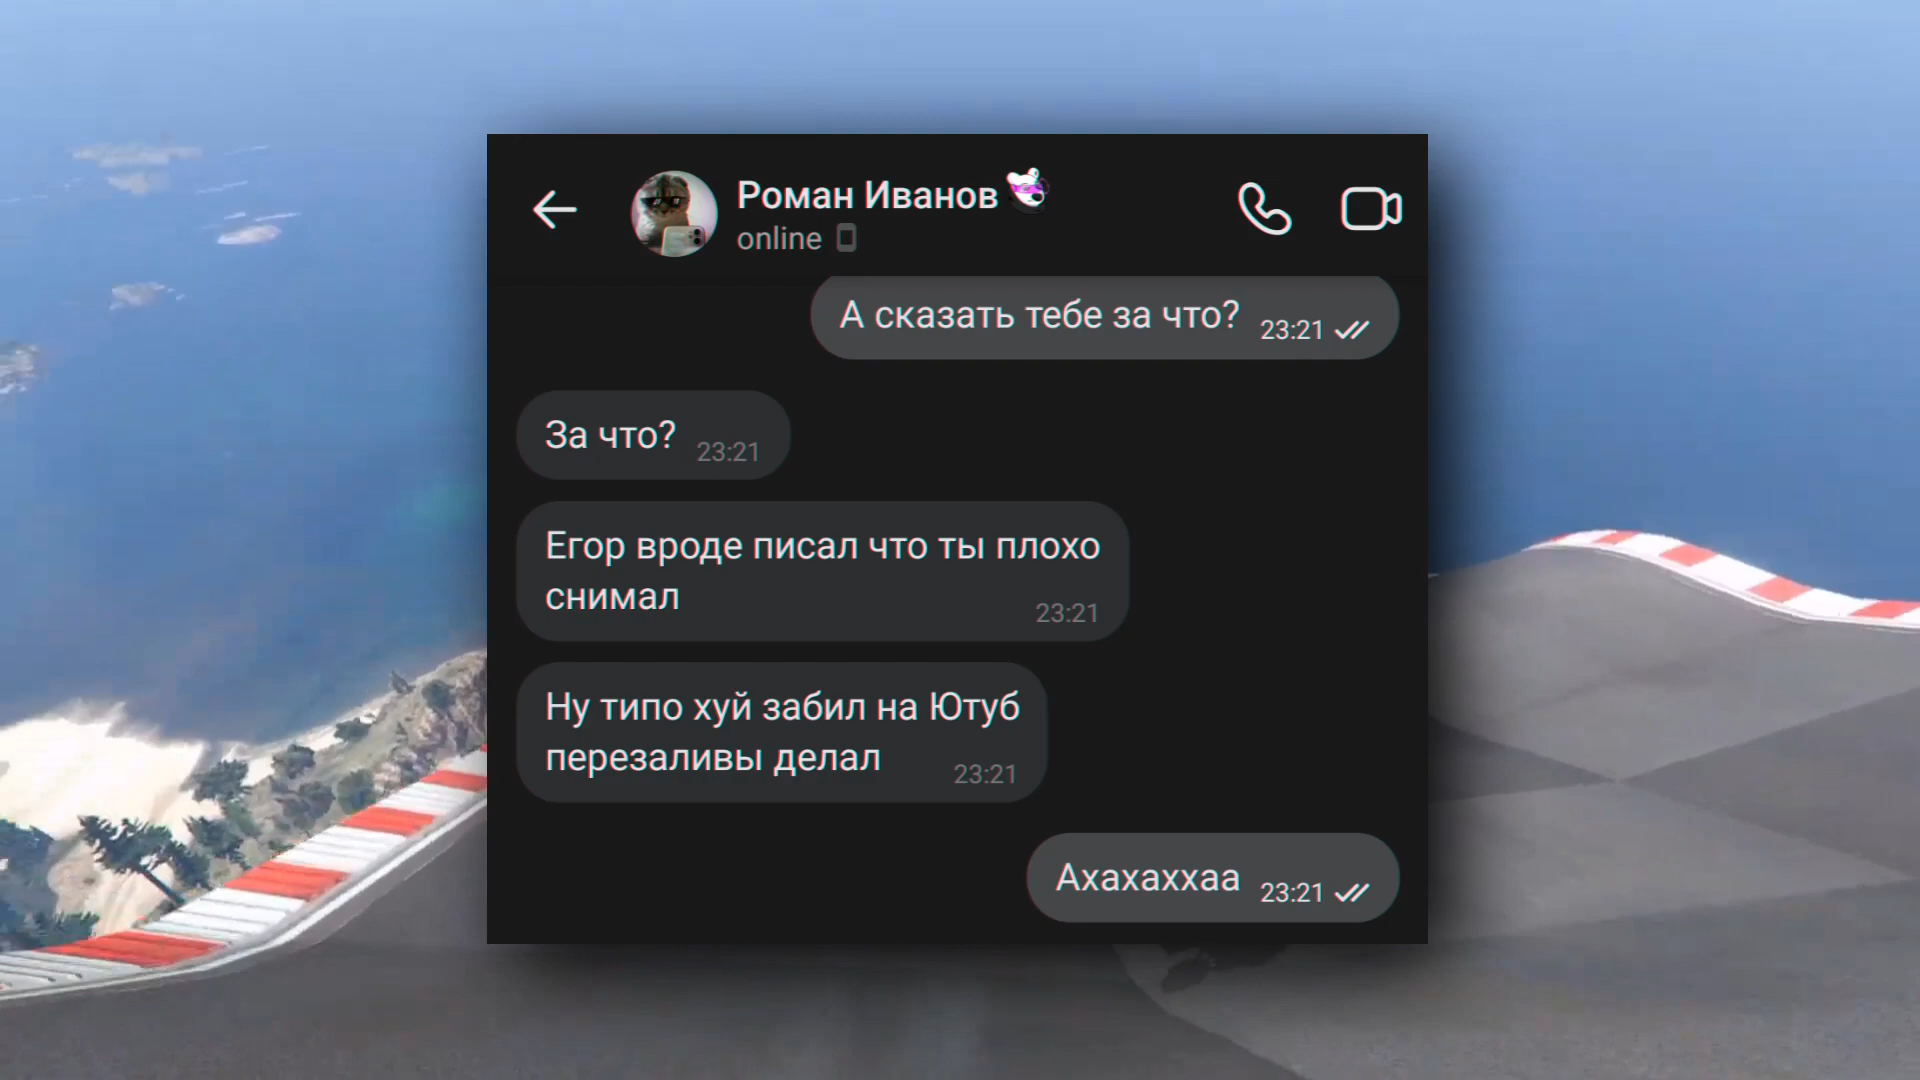 Роман Иванов
online
А сказать тебе за что? 23:21
За что? 23:21
Егор вроде писал что ты плохо
снимал 23:21
Ну типо хуй забил на Ютуб
перезаливы делал 23:21
Ахахаххаа 23:21